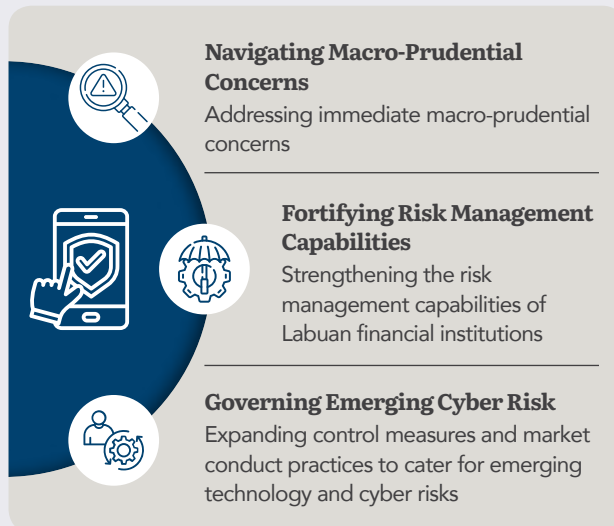 Navigating Macro-Prudential
Concerns
Addressing immediate macro-prudential
concerns
Fortifying Risk Management
Capabilities
Strengthening the risk
management capabilities of
Labuan financial institutions
Governing Emerging Cyber Risk
Expanding control measures and market
conduct practices to cater for emerging
technology and cyber risks